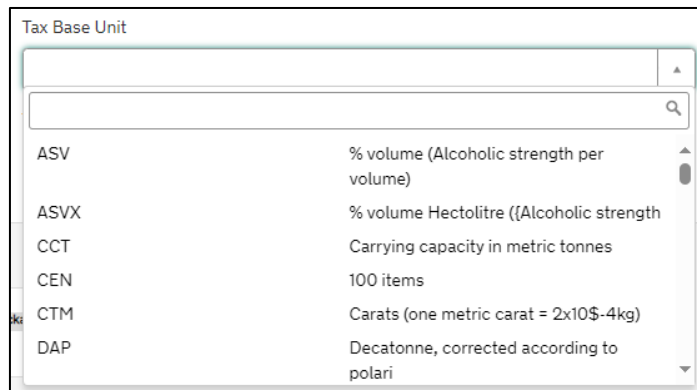 Tax Base Unit
ASV % volume (Alcoholic strength per
volume)
ASVX % volume Hectolitre ({Alcoholic strength
CCT Carrying capacity in metric tonnes
CEN 100 items
CTM Carats (one metric carat = 2x10$-4kg)
DAP Decatonne, corrected according to
polari